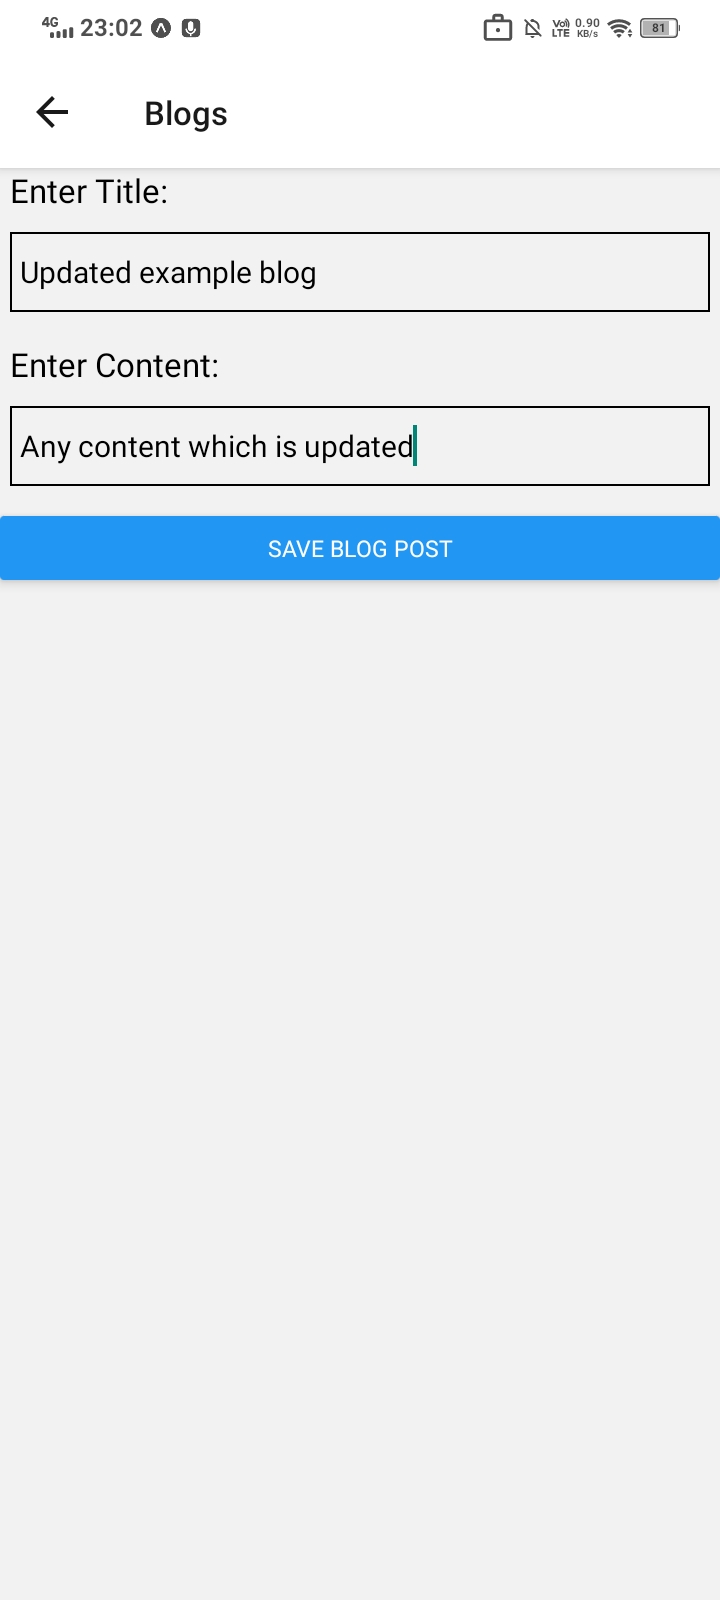 4G 23:02 Vo) LTE 0.90 KB/s 81
Blogs
Enter Title:
Updated example blog
Enter Content:
Any content which is updated
SAVE BLOG POST